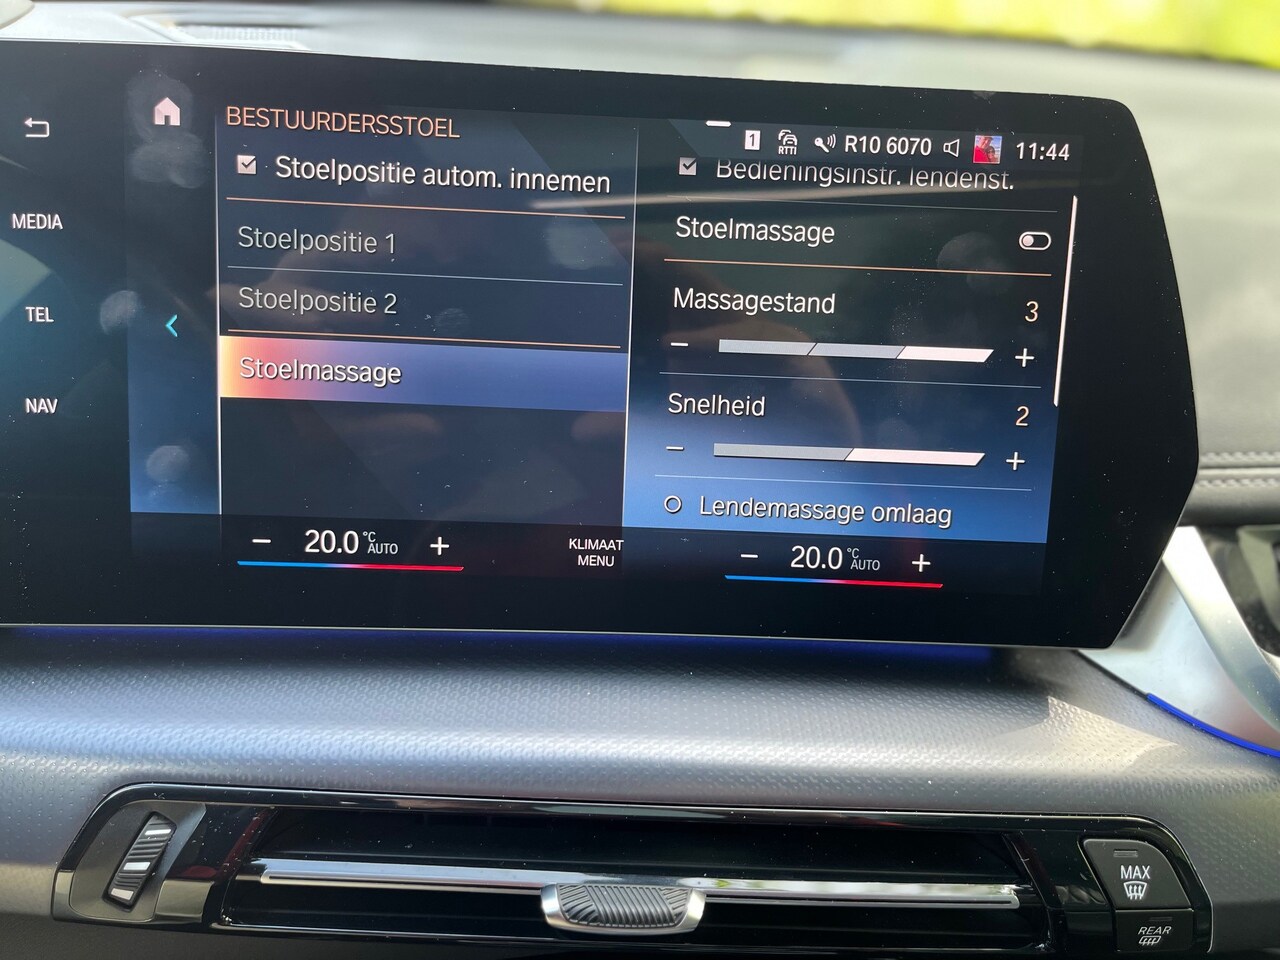 BESTUURDERSSTOEL
1 RTTI R10 6070 11:44
Stoelpositie autom. innemen
Stoelpositie 1
Stoelpositie 2
Stoelmassage
MEDIA
TEL
NAV
Bedieningsinstr. lendenst.
Stoelmassage
Massagestand 3
− +
Snelheid 2
− +
Lendemassage omlaag
− 20.0 °C AUTO +
KLIMAAT
MENU
− 20.0 °C AUTO +
MAX
REAR